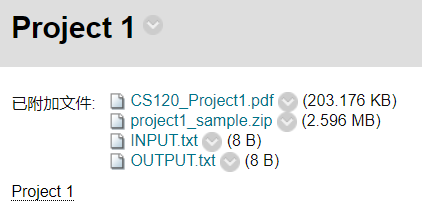 Project 1
已附加文件: CS120_Project1.pdf (203.176 KB)
project1_sample.zip (2.596 MB)
INPUT.txt (8 B)
OUTPUT.txt (8 B)
Project 1